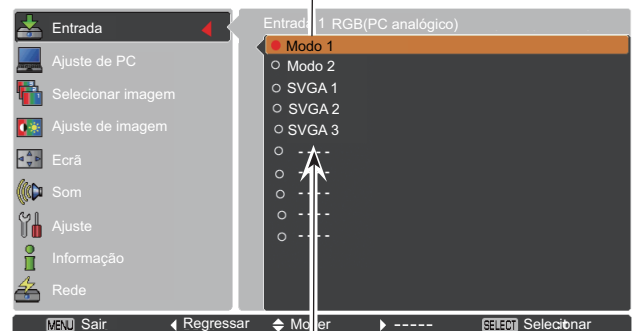 Entrada
Ajuste de PC
Selecionar imagem
Ajuste de imagem
Ecrã
Som
Ajuste
Informação
Rede
Entrada 1 RGB(PC analógico)
Modo 1
Modo 2
SVGA 1
SVGA 2
SVGA 3
----
----
----
----
----
MENU Sair Regressar Mover ----- SELECT Selecionar